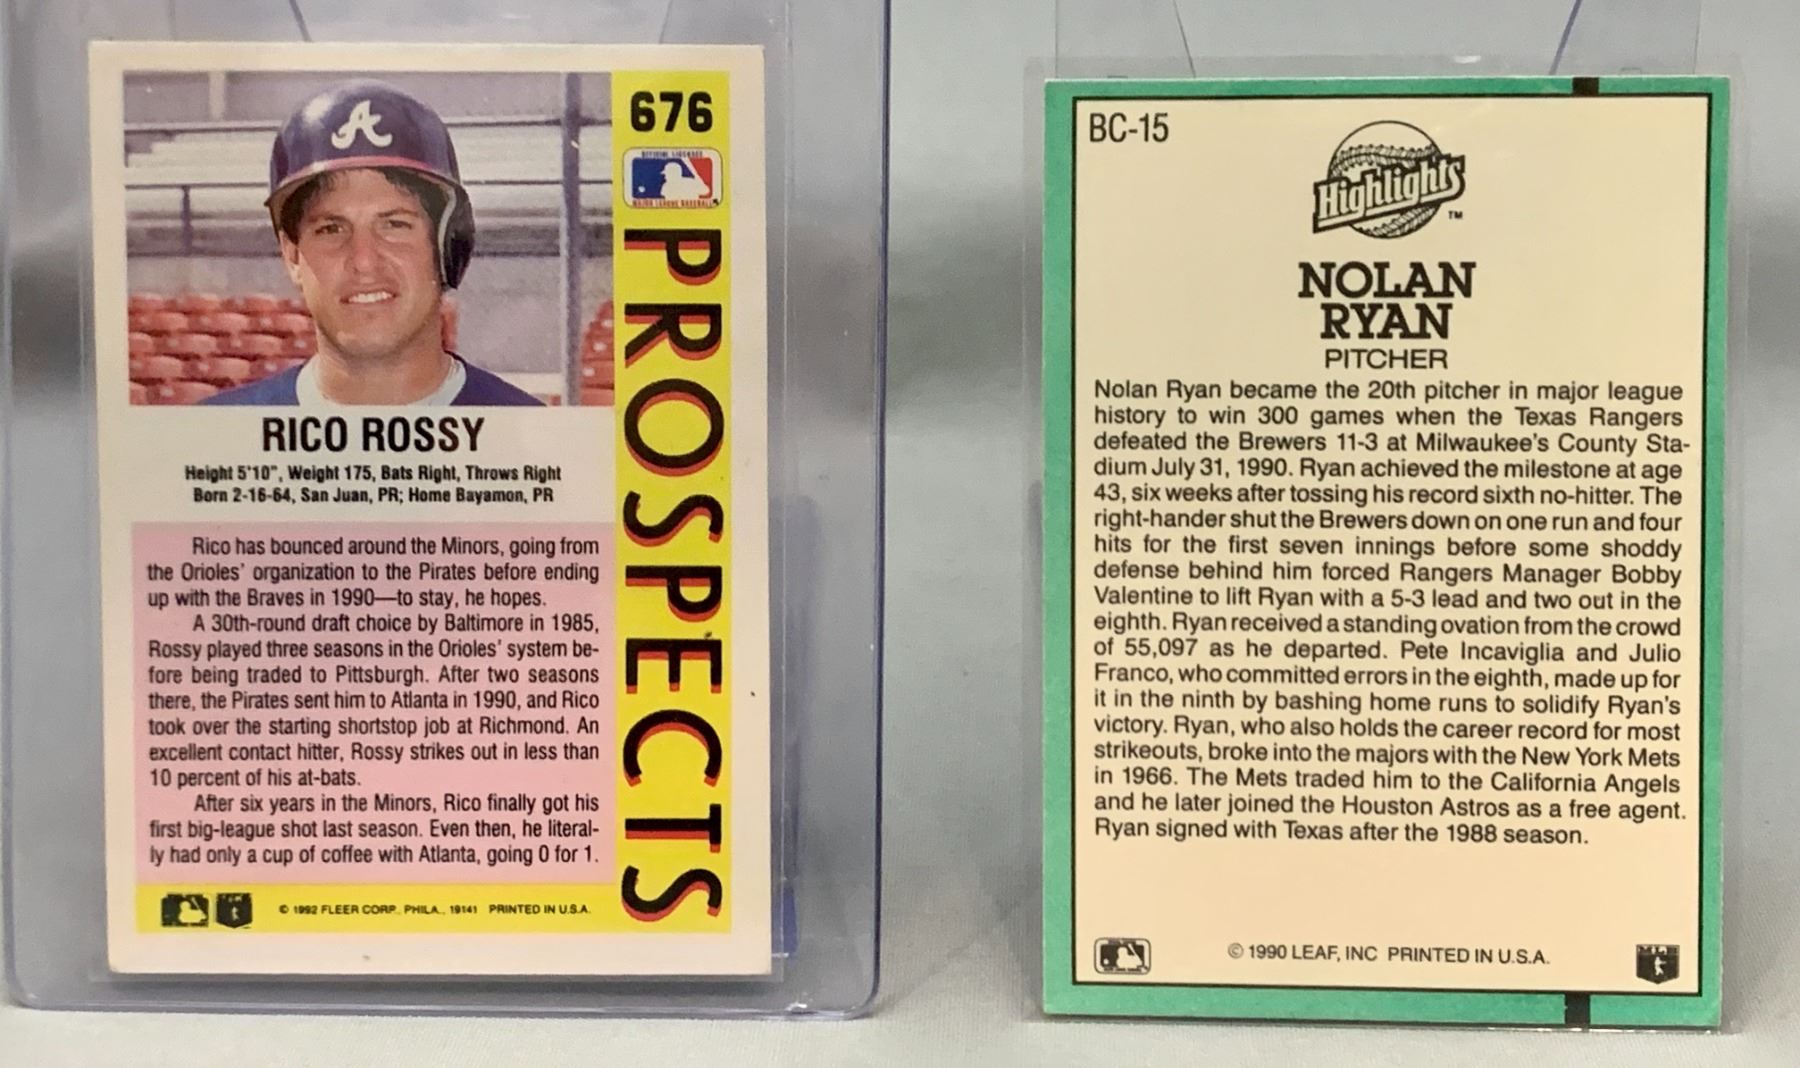 A
676
OFFICIAL LICENSEE
MAJOR LEAGUE BASEBALL
PROSPECTS
RICO ROSSY
Height 5'10", Weight 175, Bats Right, Throws Right
Born 2-16-64, San Juan, PR; Home Bayamon, PR
Rico has bounced around the Minors, going from
the Orioles' organization to the Pirates before ending
up with the Braves in 1990—to stay, he hopes.
A 30th-round draft choice by Baltimore in 1985,
Rossy played three seasons in the Orioles' system be-
fore being traded to Pittsburgh. After two seasons
there, the Pirates sent him to Atlanta in 1990, and Rico
took over the starting shortstop job at Richmond. An
excellent contact hitter, Rossy strikes out in less than
10 percent of his at-bats.
After six years in the Minors, Rico finally got his
first big-league shot last season. Even then, he literal-
ly had only a cup of coffee with Atlanta, going 0 for 1.
© 1992 FLEER CORP., PHILA., 19141 PRINTED IN U.S.A.
BC-15
Highlights
TM
NOLAN
RYAN
PITCHER
Nolan Ryan became the 20th pitcher in major league
history to win 300 games when the Texas Rangers
defeated the Brewers 11-3 at Milwaukee's County Sta-
dium July 31, 1990. Ryan achieved the milestone at age
43, six weeks after tossing his record sixth no-hitter. The
right-hander shut the Brewers down on one run and four
hits for the first seven innings before some shoddy
defense behind him forced Rangers Manager Bobby
Valentine to lift Ryan with a 5-3 lead and two out in the
eighth. Ryan received a standing ovation from the crowd
of 55,097 as he departed. Pete Incaviglia and Julio
Franco, who committed errors in the eighth, made up for
it in the ninth by bashing home runs to solidify Ryan's
victory. Ryan, who also holds the career record for most
strikeouts, broke into the majors with the New York Mets
in 1966. The Mets traded him to the California Angels
and he later joined the Houston Astros as a free agent.
Ryan signed with Texas after the 1988 season.
© 1990 LEAF, INC PRINTED IN U.S.A.